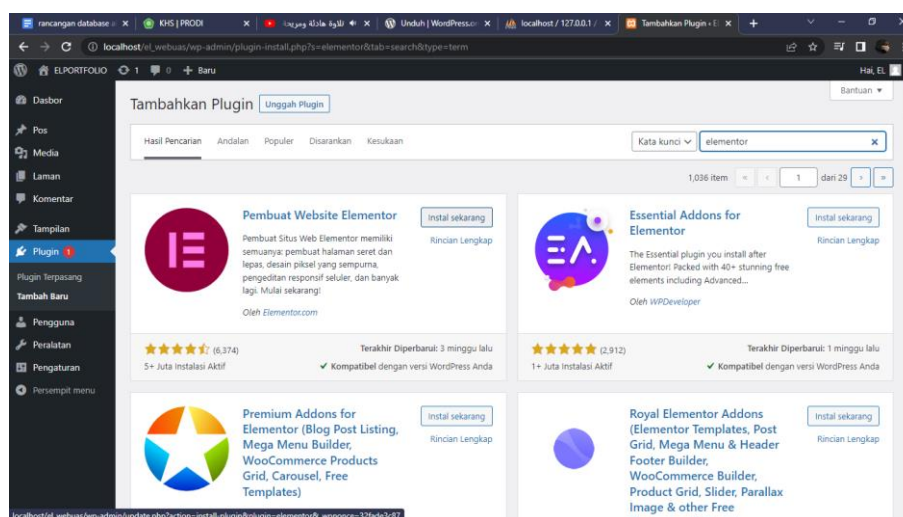 rancangan database
KHS | PRODI
تلاوة هادئة ومريحة
Unduh | WordPress.or
localhost / 127.0.0.1 /
Tambahkan Plugin ‹ E
localhost/el_webuas/wp-admin/plugin-install.php?s=elementor&tab=search&type=term
ELPORTFOLIO 1 0 + Baru
Hai, EL
Dasbor
Pos
Media
Laman
Komentar
Tampilan
Plugin 1
Plugin Terpasang
Tambah Baru
Pengguna
Peralatan
Pengaturan
Persempit menu
Bantuan
Tambahkan Plugin Unggah Plugin
Hasil Pencarian Andalan Populer Disarankan Kesukaan
Kata kunci elementor
1,036 item « ‹ 1 dari 29 › »
Pembuat Website Elementor
Instal sekarang
Rincian Lengkap
Pembuat Situs Web Elementor memiliki
semuanya: pembuat halaman seret dan
lepas, desain piksel yang sempurna,
pengeditan responsif seluler, dan banyak
lagi. Mulai sekarang!
Oleh Elementor.com
(6,374)
Terakhir Diperbarui: 3 minggu lalu
5+ Juta Instalasi Aktif
Kompatibel dengan versi WordPress Anda
Essential Addons for
Elementor
Instal sekarang
Rincian Lengkap
The Essential plugin you install after
Elementor! Packed with 40+ stunning free
elements including Advanced...
Oleh WPDeveloper
(2,912)
Terakhir Diperbarui: 1 minggu lalu
1+ Juta Instalasi Aktif
Kompatibel dengan versi WordPress Anda
Premium Addons for
Elementor (Blog Post Listing,
Mega Menu Builder,
WooCommerce Products
Grid, Carousel, Free
Templates)
Instal sekarang
Rincian Lengkap
Royal Elementor Addons
(Elementor Templates, Post
Grid, Mega Menu & Header
Footer Builder,
WooCommerce Builder,
Product Grid, Slider, Parallax
Image & other Free
Instal sekarang
Rincian Lengkap